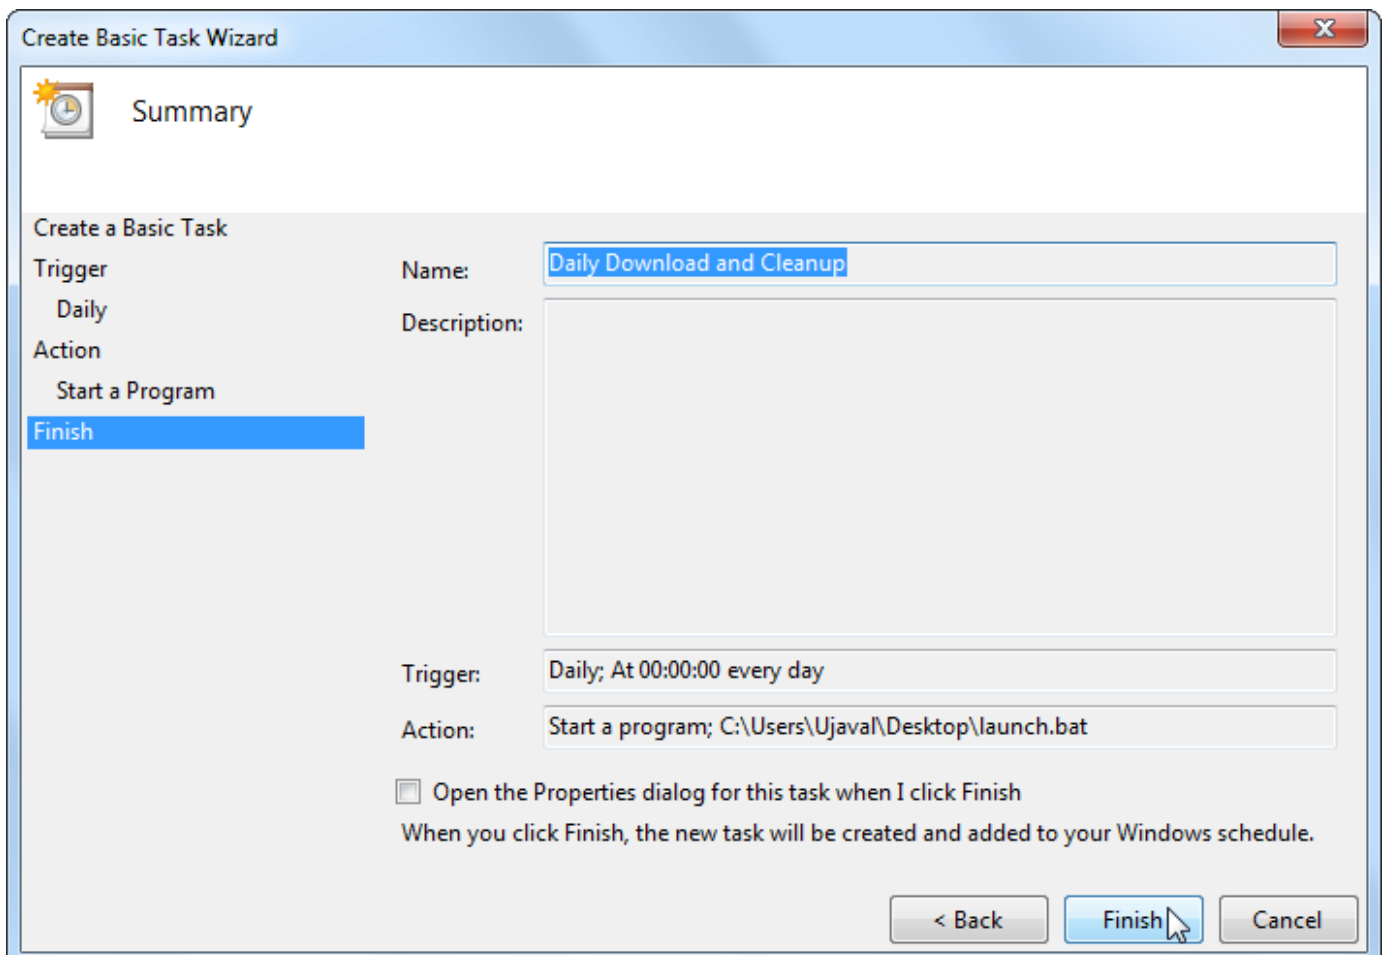 Create Basic Task Wizard
Summary
Create a Basic Task
Trigger
Daily
Action
Start a Program
Finish
Name: Daily Download and Cleanup
Description:
Trigger: Daily; At 00:00:00 every day
Action: Start a program; C:\Users\Ujaval\Desktop\launch.bat
Open the Properties dialog for this task when I click Finish
When you click Finish, the new task will be created and added to your Windows schedule.
< Back Finish Cancel